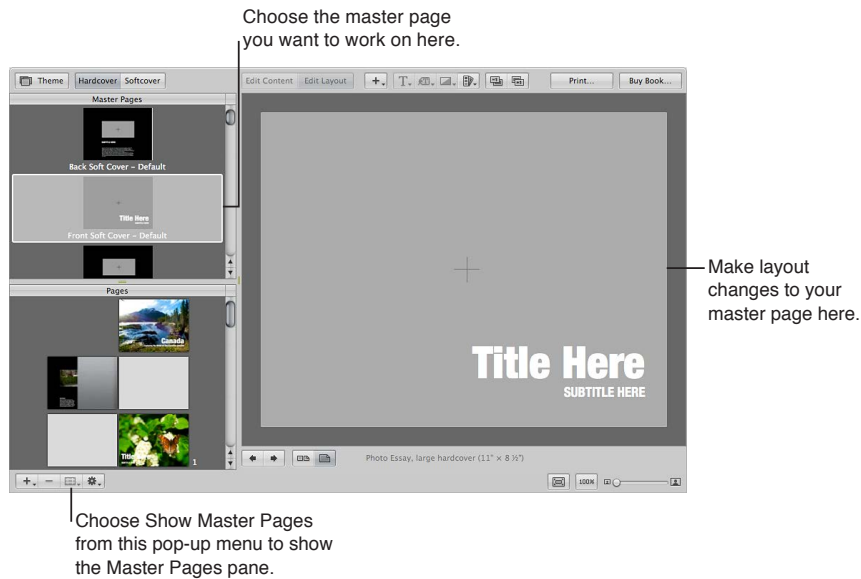 Choose the master page
you want to work on here.
Theme
Hardcover
Softcover
Edit Content
Edit Layout
Print...
Buy Book...
Master Pages
Back Soft Cover – Default
Title Here
Front Soft Cover – Default
Pages
Canada
1
Title Here
SUBTITLE HERE
Make layout
changes to your
master page here.
Photo Essay, large hardcover (11" × 8 ½")
100%
Choose Show Master Pages
from this pop-up menu to show
the Master Pages pane.